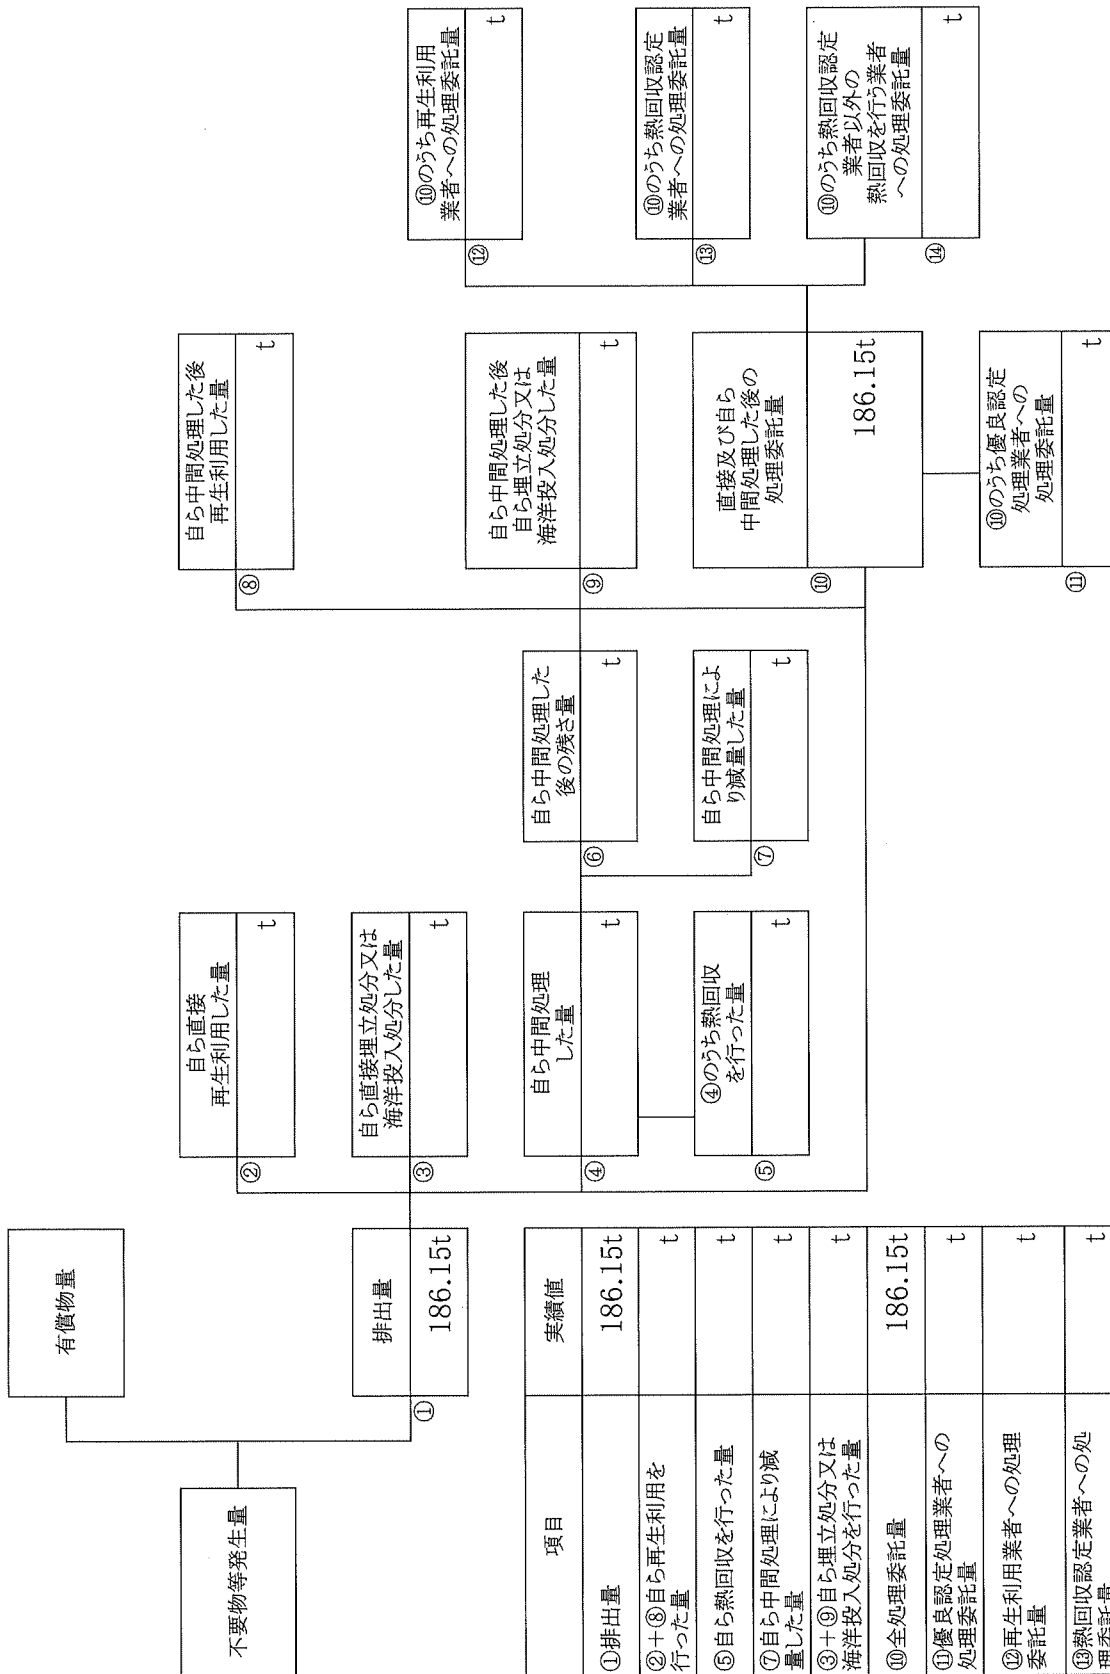 不要物等発生量
有償物量
①
排出量
186.15t
②
自ら直接
再生利用した量
t
③
自ら直接埋立処分又は
海洋投入処分した量
t
④
自ら中間処理
した量
t
⑤
④のうち熱回収
を行った量
t
⑥
自ら中間処理した
後の残さ量
t
⑦
自ら中間処理によ
り減量した量
t
⑧
自ら中間処理した後
再生利用した量
t
⑨
自ら中間処理した後
自ら埋立処分又は
海洋投入処分した量
t
⑩
直接及び自ら
中間処理した後の
処理委託量
186.15t
⑪
⑩のうち優良認定
処理業者への
処理委託量
t
⑫
⑩のうち再生利用
業者への処理委託量
t
⑬
⑩のうち熱回収認定
業者への処理委託量
t
⑭
⑩のうち熱回収認定
業者以外の
熱回収を行う業者
への処理委託量
t
項目 実績値
①排出量 186.15t
②+⑧自ら再生利用を
行った量 t
⑤自ら熱回収を行った量 t
⑦自ら中間処理により減
量した量 t
③+⑨自ら埋立処分又は
海洋投入処分を行った量 t
⑩全処理委託量 186.15t
⑪優良認定処理業者への
処理委託量 t
⑫再生利用業者への処理
委託量 t
⑬熱回収認定業者への処
理委託量 t